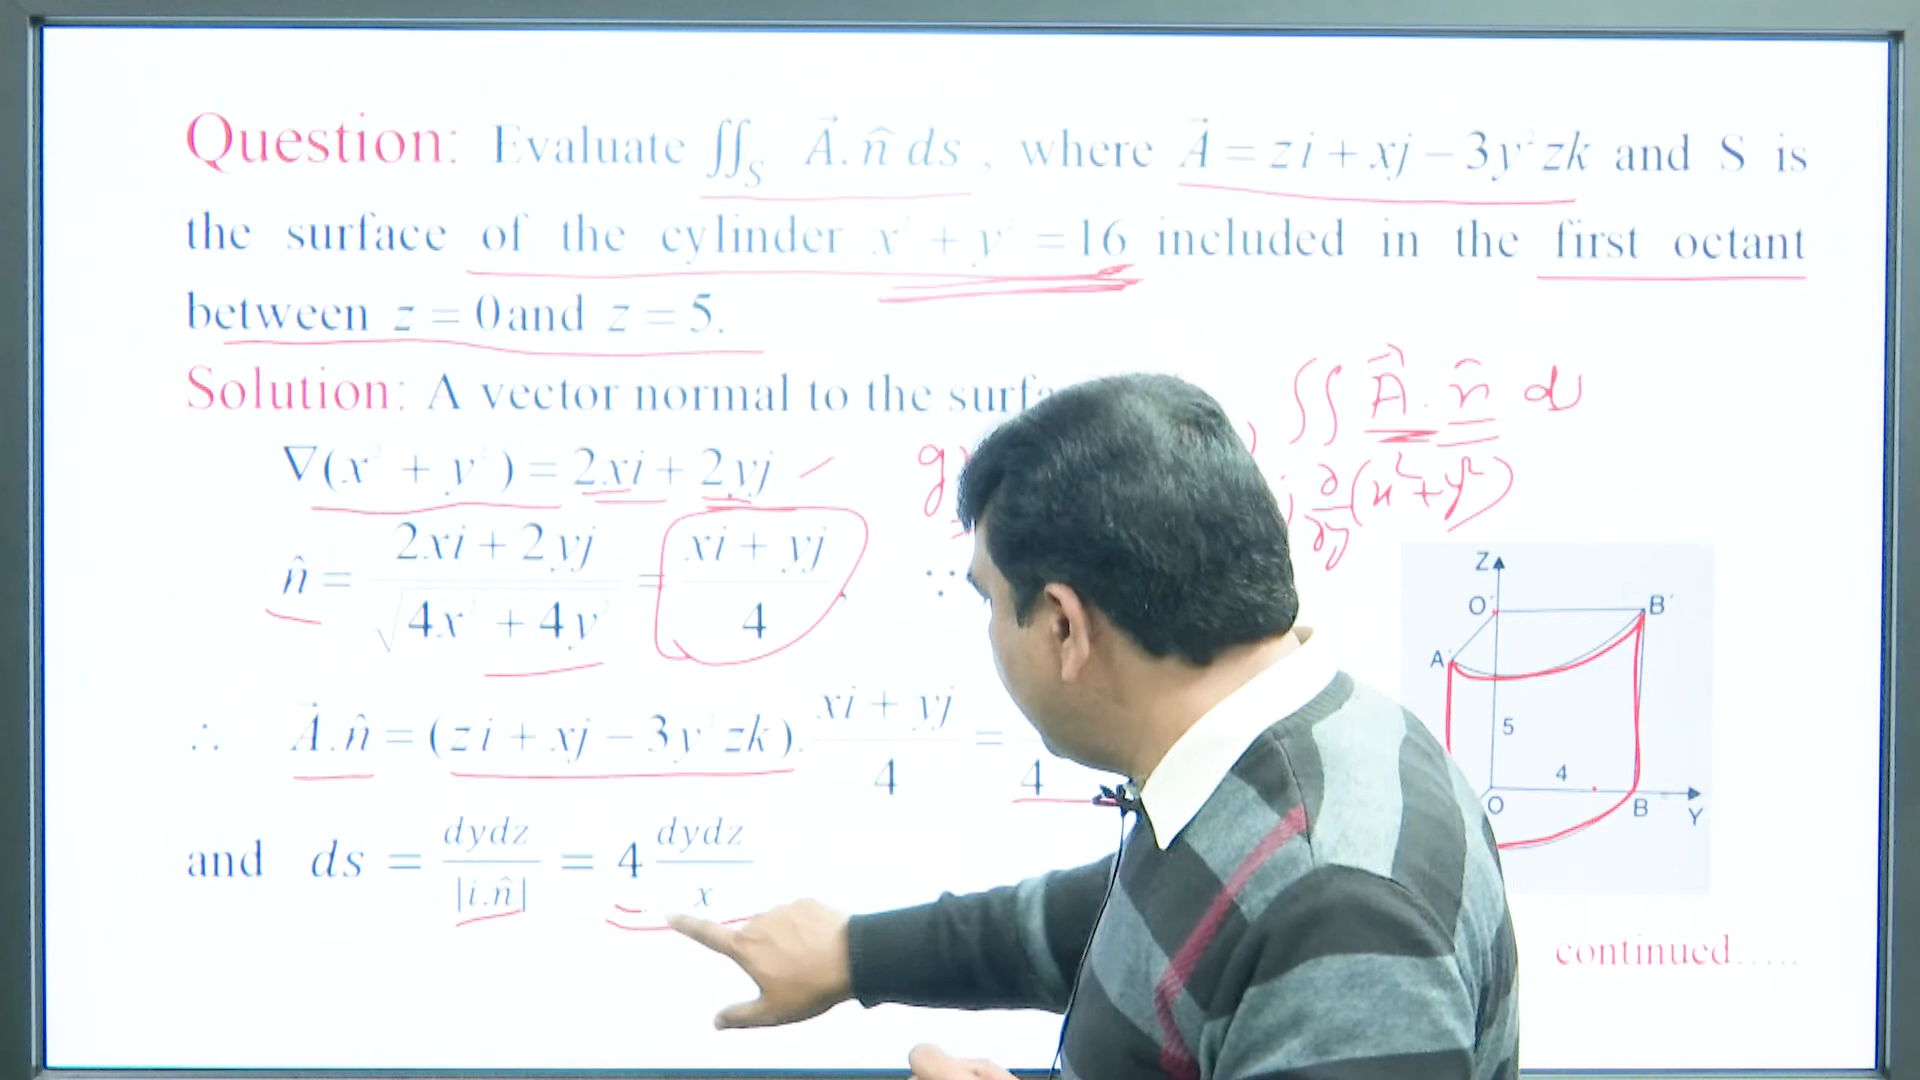 Question: Evaluate ∬_S A⃗.n̂ ds, where A⃗ = zi + xj − 3y²zk and S is
the surface of the cylinder x² + y² = 16 included in the first octant
between z = 0 and z = 5.
Solution: A vector normal to the
∬ A⃗ . n̂ ds
∇(x² + y²) = 2xi + 2yj
∂/∂y (x² + y²)
n̂ = (2xi + 2yj)/√(4x² + 4y²) = (xi + yj)/4 ∵
∴ A⃗.n̂ = (zi + xj − 3y²zk).(xi + yj)/4 =
4
and ds = dydz/|i.n̂| = 4 dydz/x
Z
O'
B'
A'
5
4
O
B
Y
continued.....